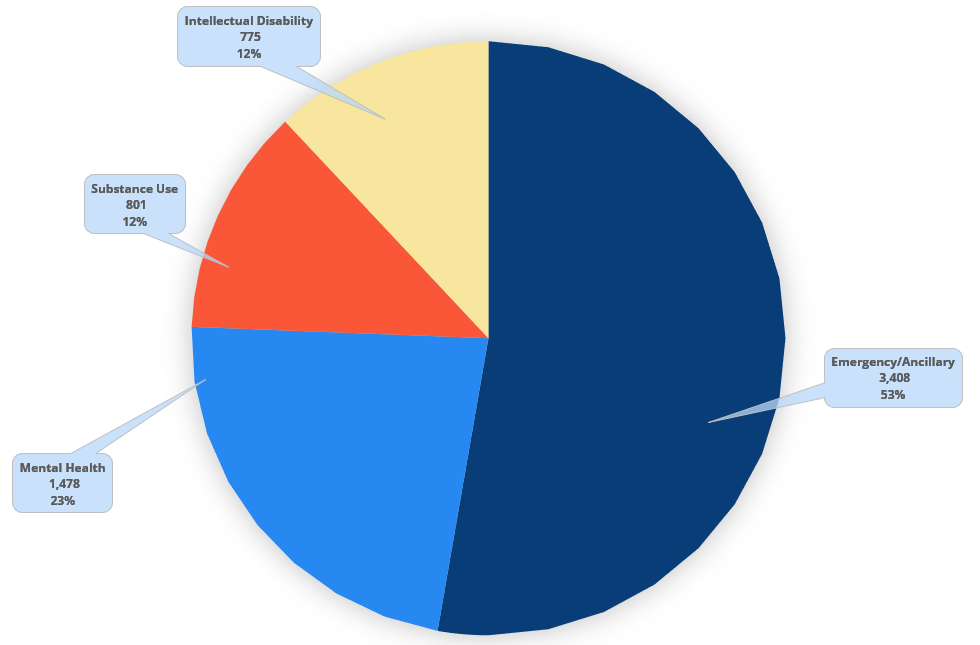 Intellectual Disability
775
12%
Substance Use
801
12%
Emergency/Ancillary
3,408
53%
Mental Health
1,478
23%